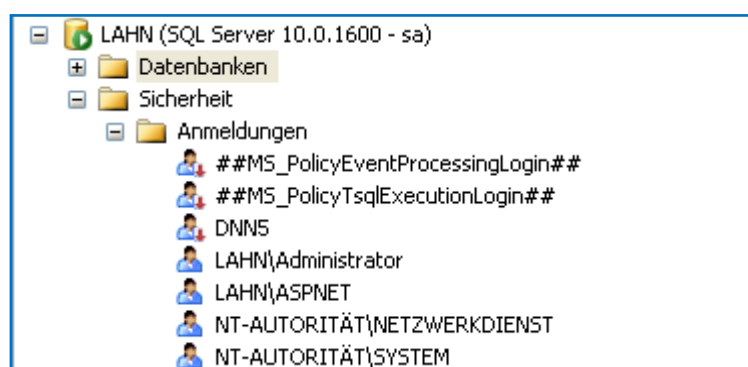 LAHN (SQL Server 10.0.1600 - sa)
Datenbanken
Sicherheit
Anmeldungen
##MS_PolicyEventProcessingLogin##
##MS_PolicyTsqlExecutionLogin##
DNN5
LAHN\Administrator
LAHN\ASPNET
NT-AUTORITÄT\NETZWERKDIENST
NT-AUTORITÄT\SYSTEM